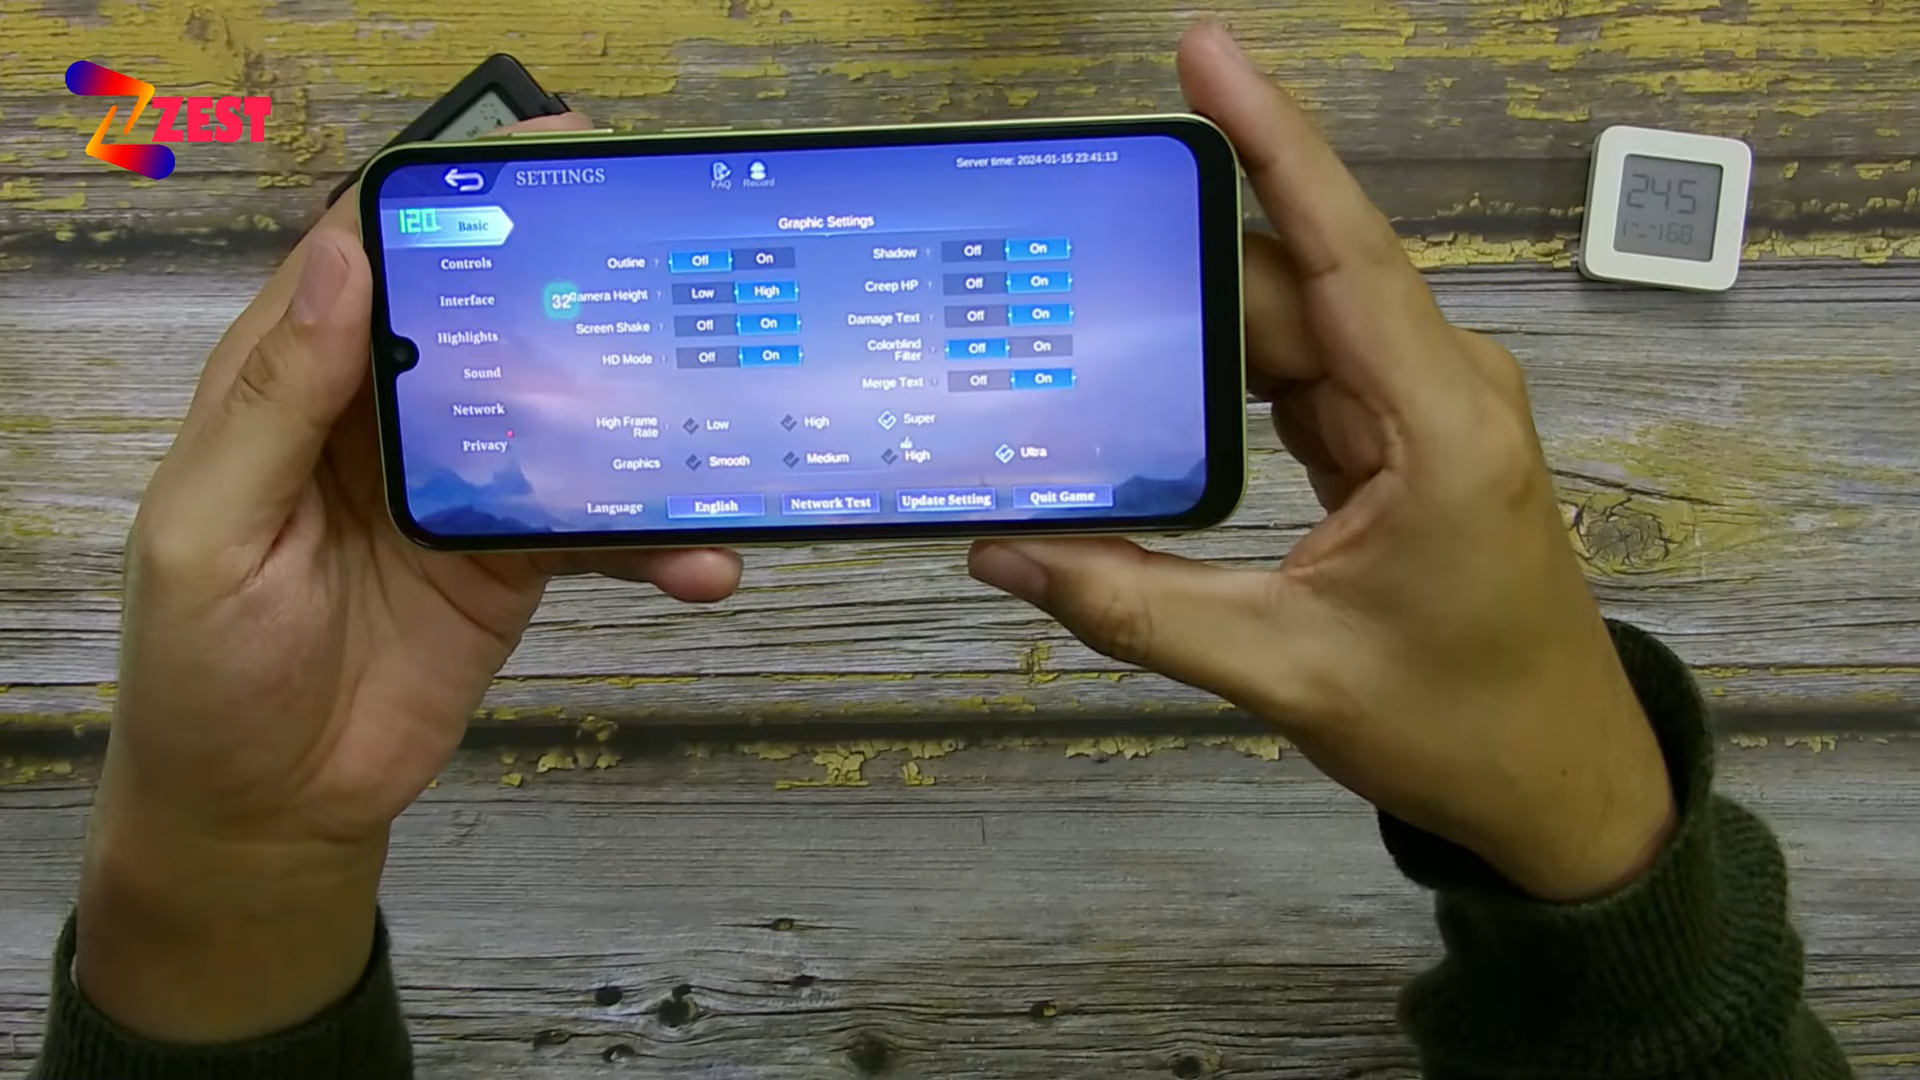 ZEST
SETTINGS
FAQ
Record
Server time: 2024-01-15 23:41:13
120
Basic
Controls
Interface
Highlights
Sound
Network
Privacy
Graphic Settings
Outline Off On
32
Camera Height Low High
Screen Shake Off On
HD Mode Off On
Shadow Off On
Creep HP Off On
Damage Text Off On
Colorblind
Filter Off On
Merge Text Off On
High Frame
Rate Low High Super
Graphics Smooth Medium High Ultra
Language English Network Test Update Setting Quit Game
245